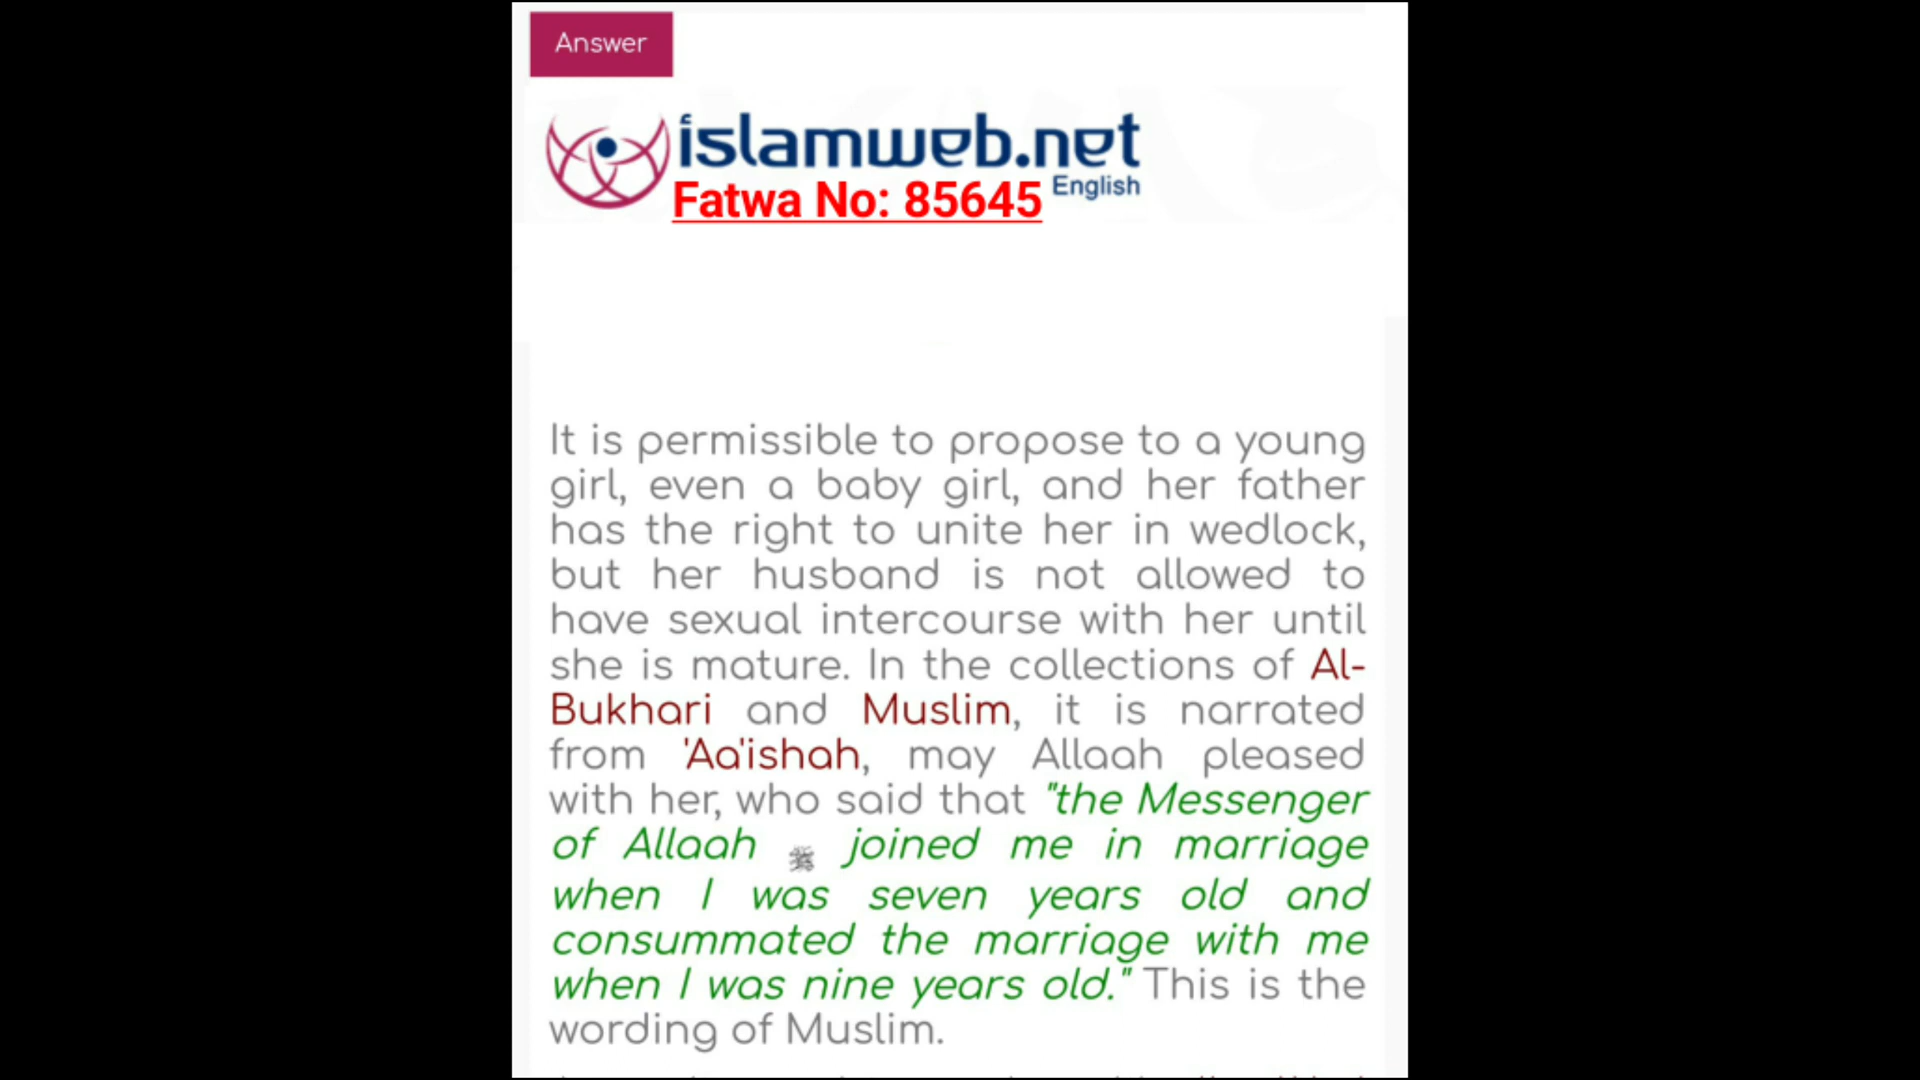 Answer
islamweb.net
English
Fatwa No: 85645
It is permissible to propose to a young
girl, even a baby girl, and her father
has the right to unite her in wedlock,
but her husband is not allowed to
have sexual intercourse with her until
she is mature. In the collections of Al-
Bukhari and Muslim, it is narrated
from 'Aa'ishah, may Allaah pleased
with her, who said that "the Messenger
of Allaah ﷺ joined me in marriage
when I was seven years old and
consummated the marriage with me
when I was nine years old." This is the
wording of Muslim.